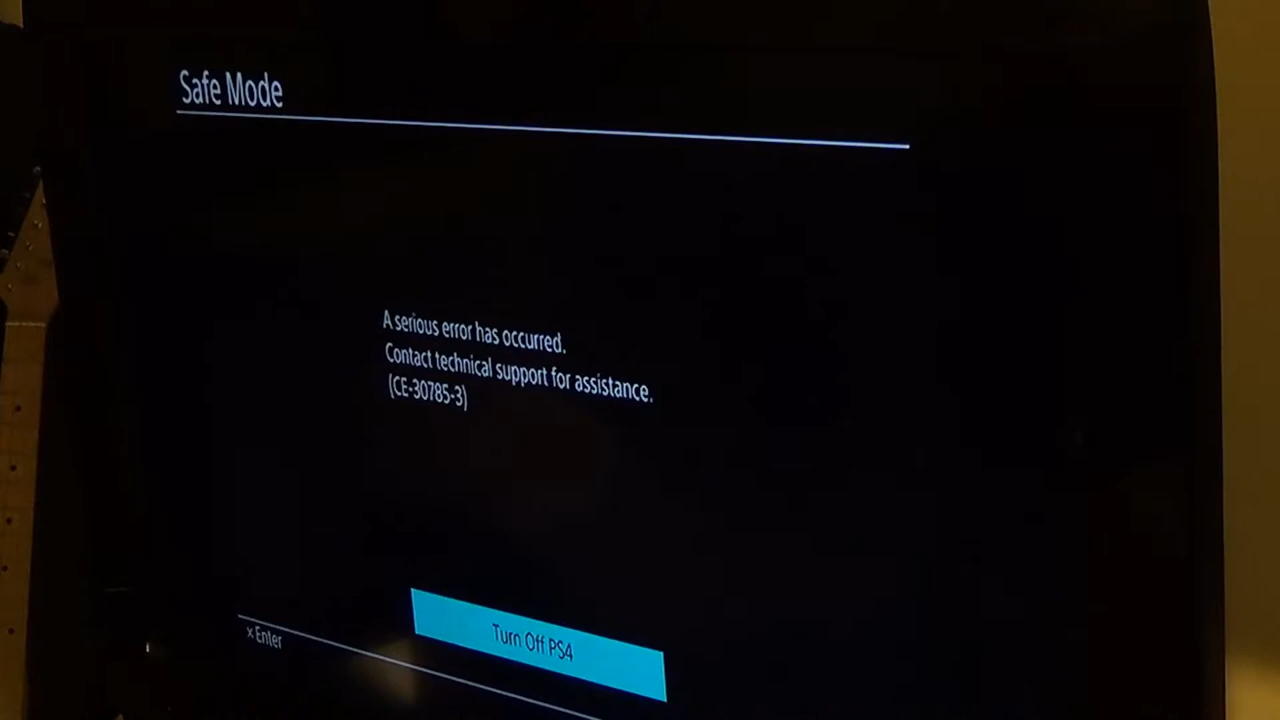 Safe Mode
A serious error has occurred.
Contact technical support for assistance.
(CE-30785-3)
Turn Off PS4
× Enter